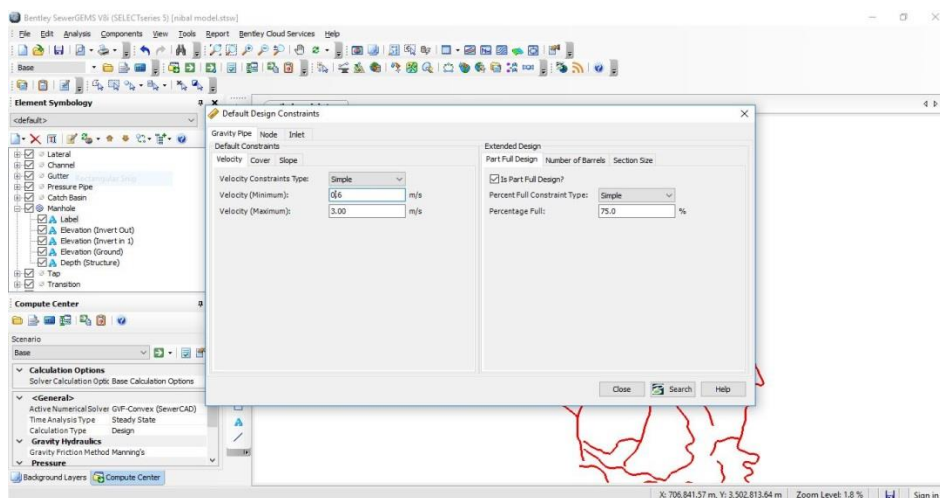 Bentley SewerGEMS V8i (SELECTseries 5) [nibal model.stsw]
File Edit Analysis Components View Tools Report Bentley Cloud Services Help
Base
Element Symbology
<default>
Lateral
Channel
Gutter
Pressure Pipe
Catch Basin
Manhole
Label
Elevation (Invert Out)
Elevation (Invert in 1)
Elevation (Ground)
Depth (Structure)
Tap
Transition
Compute Center
Scenario
Base
Calculation Options
Solver Calculation Optic Base Calculation Options
<General>
Active Numerical Solver GVF-Convex (SewerCAD)
Time Analysis Type Steady State
Calculation Type Design
Gravity Hydraulics
Gravity Friction Method Manning's
Pressure
Background Layers Compute Center
Default Design Constraints
Gravity Pipe Node Inlet
Default Constraints
Velocity Cover Slope
Velocity Constraints Type: Simple
Velocity (Minimum): 0.6 m/s
Velocity (Maximum): 3.00 m/s
Extended Design
Part Full Design Number of Barrels Section Size
Is Part Full Design?
Percent Full Constraint Type: Simple
Percentage Full: 75.0 %
Close Search Help
X: 706,841.57 m, Y: 3,502,813.64 m Zoom Level: 1.8 % Sign in